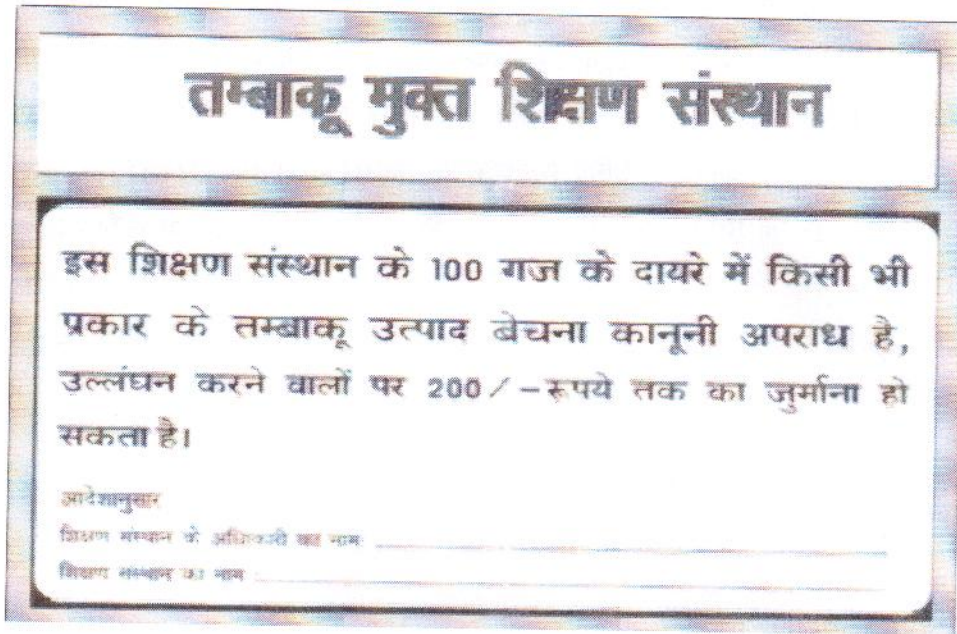 तम्बाकू मुक्त शिक्षण संस्थान
इस शिक्षण संस्थान के 100 गज के दायरे में किसी भी
प्रकार के तम्बाकू उत्पाद बेचना कानूनी अपराध है,
उल्लंघन करने वालों पर 200/-रूपये तक का जुर्माना हो
सकता है।
आदेशानुसार
शिक्षण संस्थान के अधिकारी का नाम
शिक्षण संस्थान का नाम